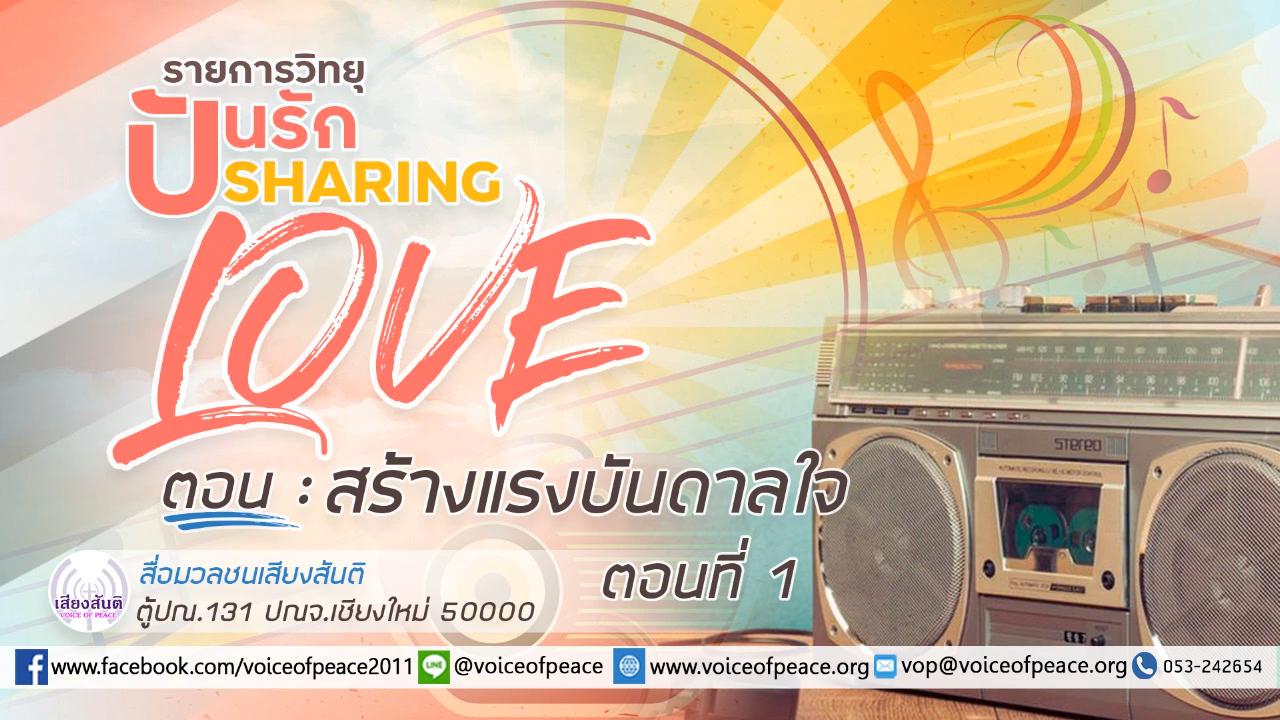 รายการวิทยุ
ปันรัก
SHARING
LOVE
ตอน : สร้างแรงบันดาลใจ
ตอนที่ 1
สื่อมวลชนเสียงสันติ
ตู้ปณ.131 ปณจ.เชียงใหม่ 50000
เสียงสันติ
VOICE OF PEACE
www.facebook.com/voiceofpeace2011 @voiceofpeace www.voiceofpeace.org vop@voiceofpeace.org 053-242654
STEREO